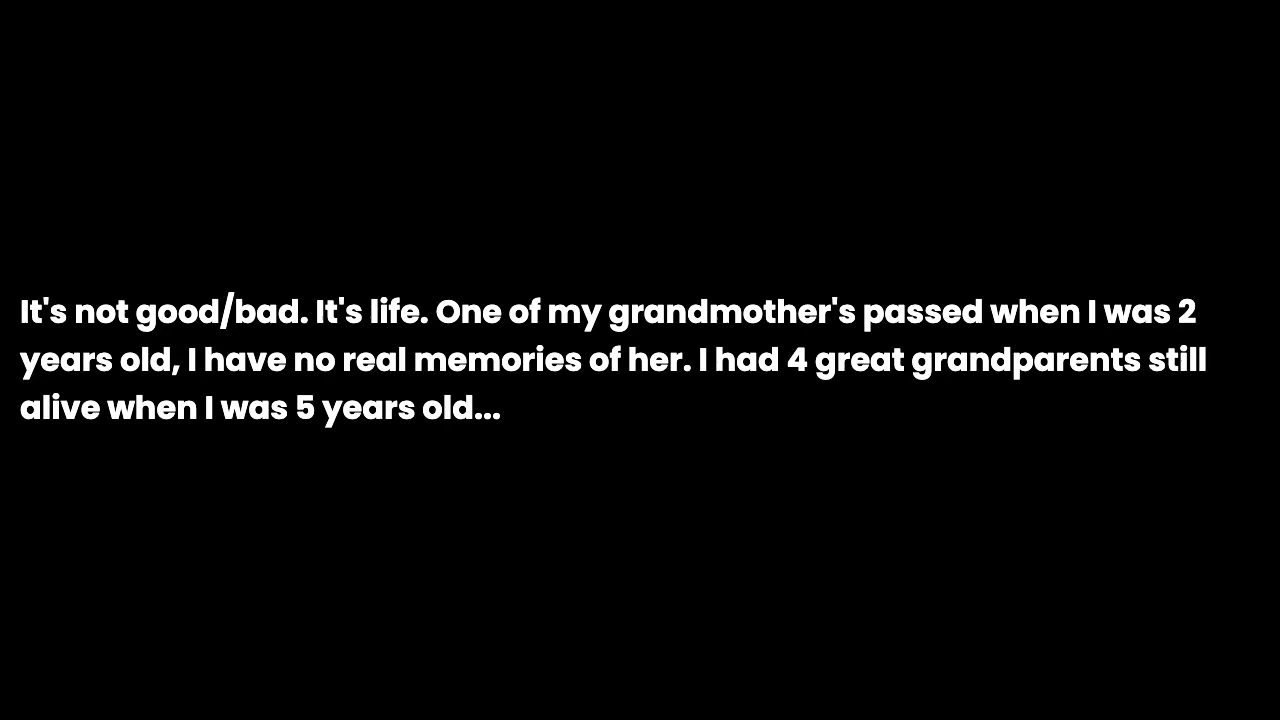 It's not good/bad. It's life. One of my grandmother's passed when I was 2
years old, I have no real memories of her. I had 4 great grandparents still
alive when I was 5 years old...